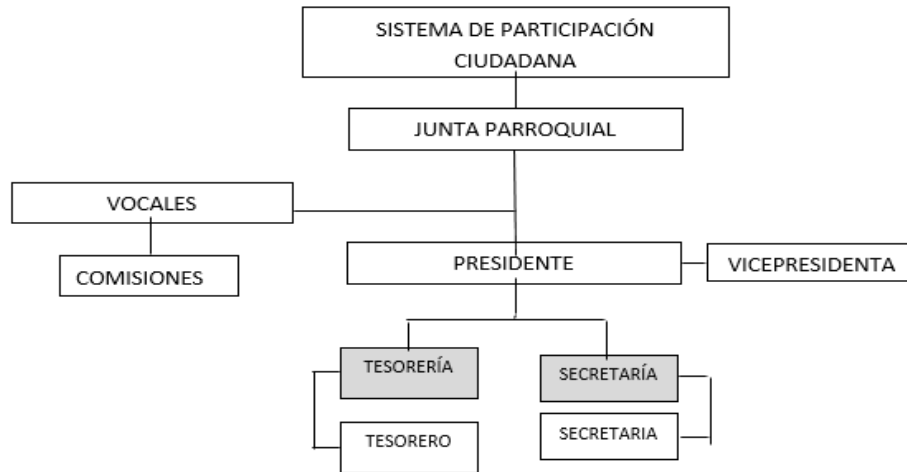 SISTEMA DE PARTICIPACIÓN
CIUDADANA
JUNTA PARROQUIAL
VOCALES
COMISIONES
PRESIDENTE
VICEPRESIDENTA
TESORERÍA
SECRETARÍA
TESORERO
SECRETARIA